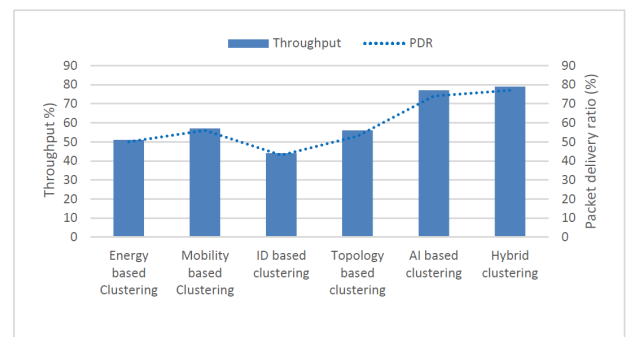 Throughput PDR
Throughput %)
90
80
70
60
50
40
30
20
10
0
90
80
70
60
50
40
30
20
10
0
Packet delivery ratio (%)
Energy based Clustering
Mobility based Clustering
ID based clustering
Topology based clustering
AI based clustering
Hybrid clustering